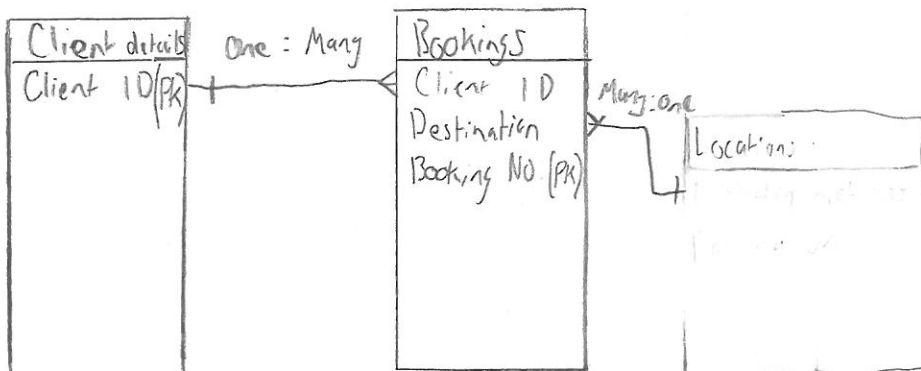 Client details
Client ID (PK)
One : Many
Bookings
Client ID
Destination
Booking NO (PK)
Many : one
Locations